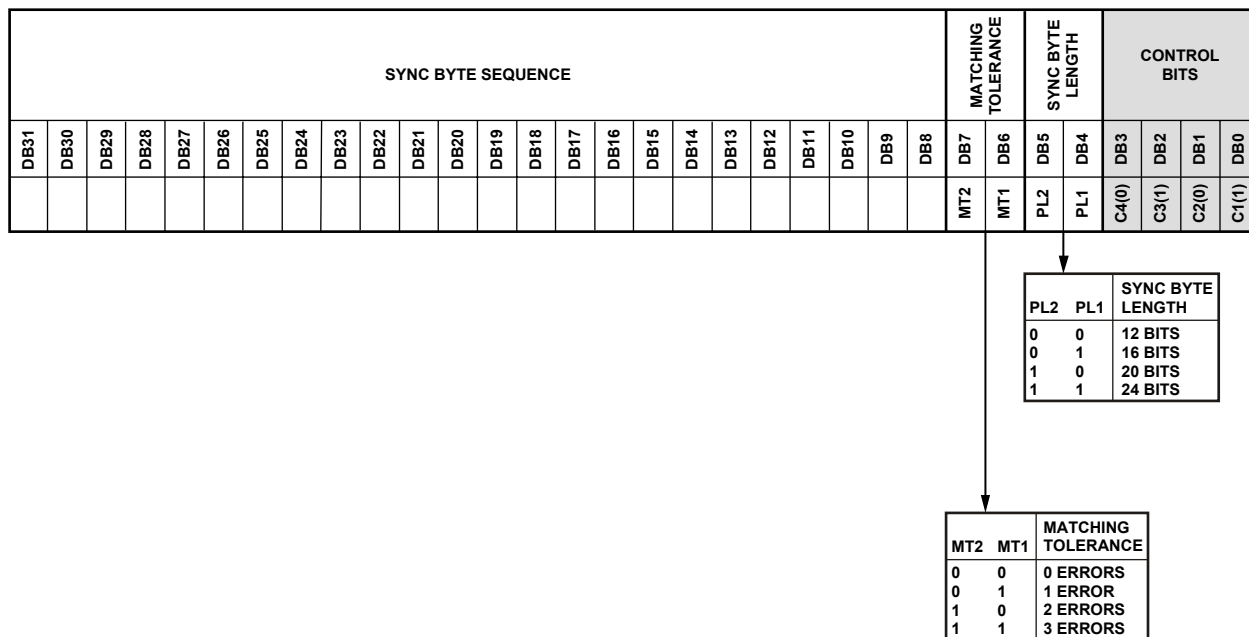 SYNC BYTE SEQUENCE
MATCHING
TOLERANCE
SYNC BYTE
LENGTH
CONTROL
BITS
DB31 DB30 DB29 DB28 DB27 DB26 DB25 DB24 DB23 DB22 DB21 DB20 DB19 DB18 DB17 DB16 DB15 DB14 DB13 DB12 DB11 DB10 DB9 DB8 DB7 DB6 DB5 DB4 DB3 DB2 DB1 DB0
MT2 MT1 PL2 PL1 C4(0) C3(1) C2(0) C1(1)
PL2 PL1 SYNC BYTE
LENGTH
0 0 12 BITS
0 1 16 BITS
1 0 20 BITS
1 1 24 BITS
MT2 MT1 MATCHING
TOLERANCE
0 0 0 ERRORS
0 1 1 ERROR
1 0 2 ERRORS
1 1 3 ERRORS